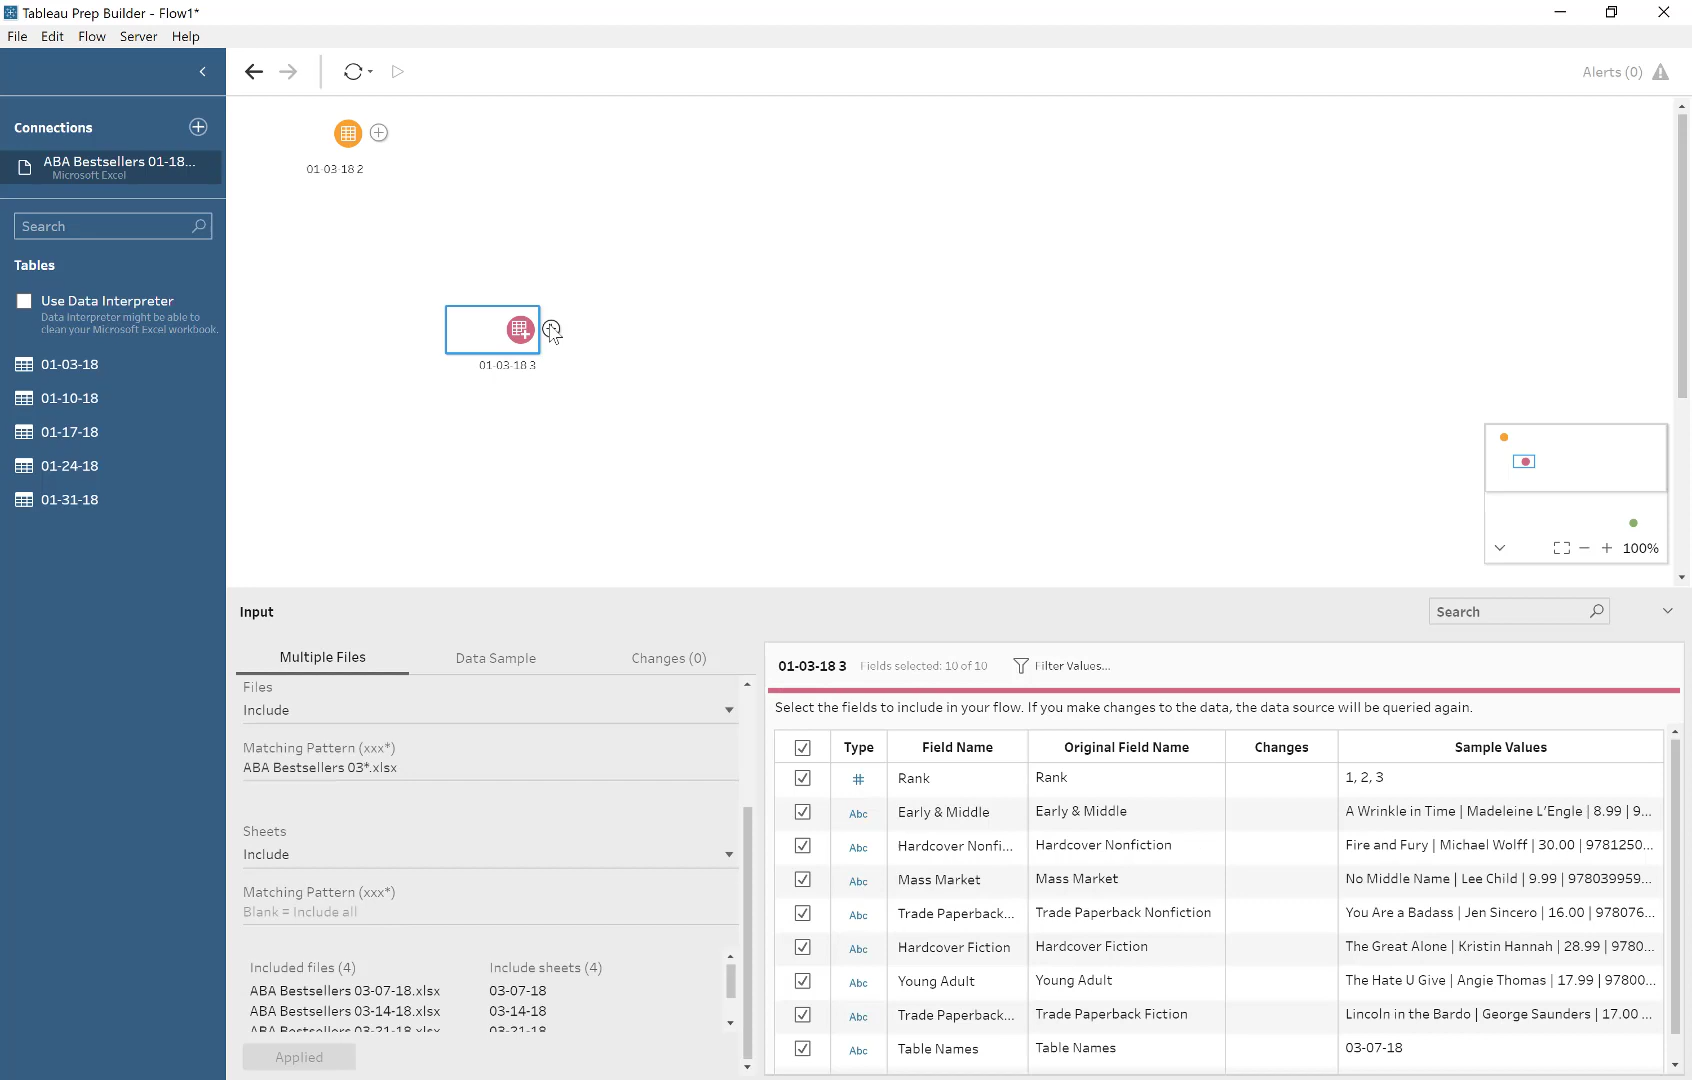 Tableau Prep Builder - Flow1*
File Edit Flow Server Help
Alerts (0)
Connections
ABA Bestsellers 01-18...
Microsoft Excel
Search
Tables
Use Data Interpreter
Data Interpreter might be able to
clean your Microsoft Excel workbook.
01-03-18
01-10-18
01-17-18
01-24-18
01-31-18
01-03-18 2
01-03-18 3
100%
Input
Search
Multiple Files Data Sample Changes (0)
Files
Include
Matching Pattern (xxx*)
ABA Bestsellers 03*.xlsx
Sheets
Include
Matching Pattern (xxx*)
Blank = Include all
Included files (4) Include sheets (4)
ABA Bestsellers 03-07-18.xlsx 03-07-18
ABA Bestsellers 03-14-18.xlsx 03-14-18
ABA Bestsellers 03-21-18.xlsx 03-21-18
Applied
01-03-18 3 Fields selected: 10 of 10 Filter Values...
Select the fields to include in your flow. If you make changes to the data, the data source will be queried again.
Type Field Name Original Field Name Changes Sample Values
# Rank Rank 1, 2, 3
Abc Early & Middle Early & Middle A Wrinkle in Time | Madeleine L'Engle | 8.99 | 9...
Abc Hardcover Nonfi... Hardcover Nonfiction Fire and Fury | Michael Wolff | 30.00 | 9781250...
Abc Mass Market Mass Market No Middle Name | Lee Child | 9.99 | 978039959...
Abc Trade Paperback... Trade Paperback Nonfiction You Are a Badass | Jen Sincero | 16.00 | 978076...
Abc Hardcover Fiction Hardcover Fiction The Great Alone | Kristin Hannah | 28.99 | 9780...
Abc Young Adult Young Adult The Hate U Give | Angie Thomas | 17.99 | 97800...
Abc Trade Paperback... Trade Paperback Fiction Lincoln in the Bardo | George Saunders | 17.00 ...
Abc Table Names Table Names 03-07-18